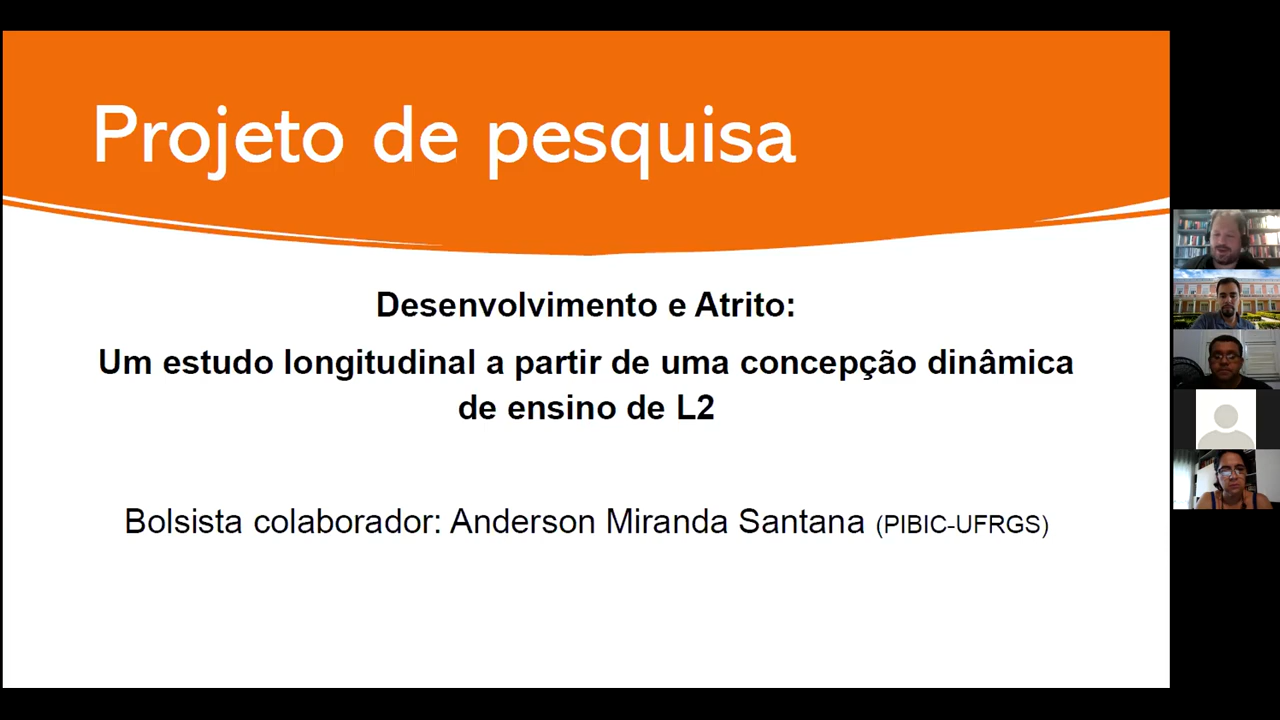 Projeto de pesquisa
Desenvolvimento e Atrito:
Um estudo longitudinal a partir de uma concepção dinâmica
de ensino de L2
Bolsista colaborador: Anderson Miranda Santana (PIBIC-UFRGS)